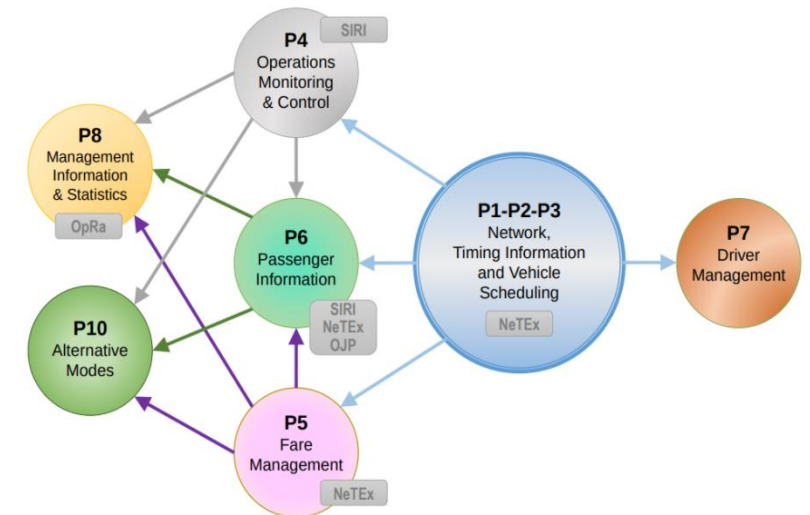 P4
Operations
Monitoring
& Control
SIRI
P8
Management
Information
& Statistics
OpRa
P6
Passenger
Information
SIRI
NeTEx
OJP
P1-P2-P3
Network,
Timing Information
and Vehicle
Scheduling
NeTEx
P7
Driver
Management
P10
Alternative
Modes
P5
Fare
Management
NeTEx